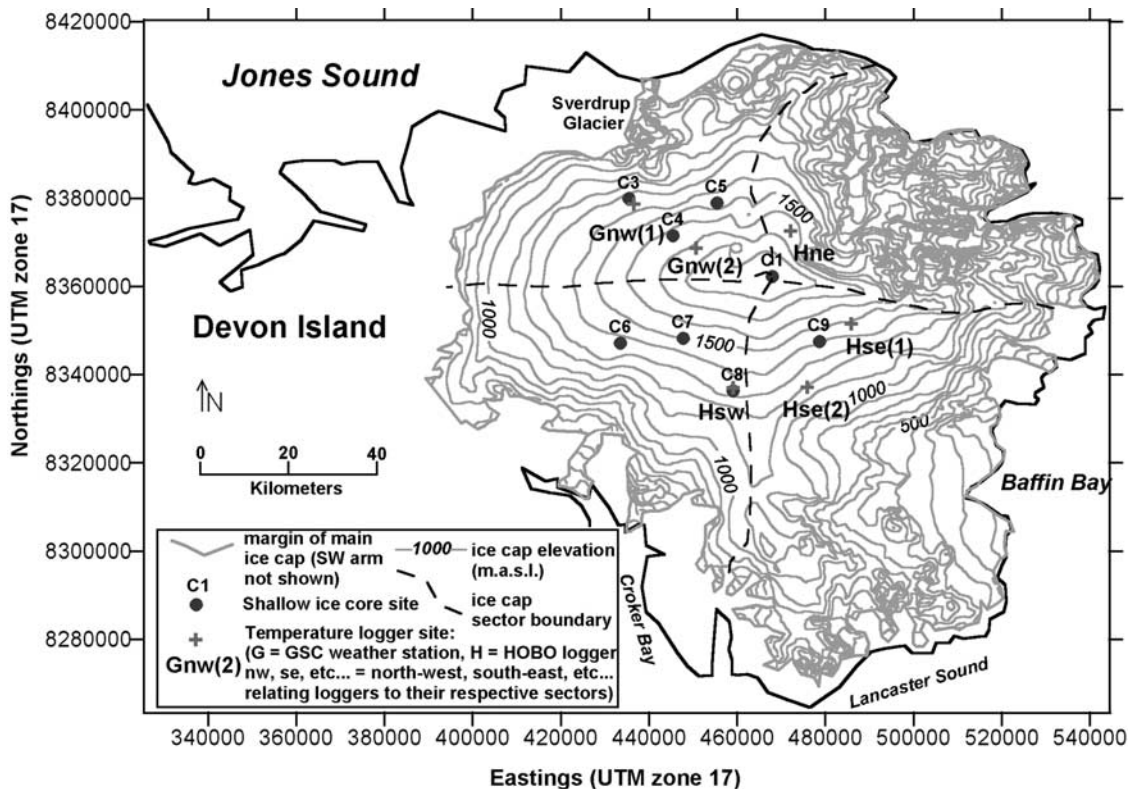 8420000
8400000
8380000
8360000
8340000
8320000
8300000
8280000
Northings (UTM zone 17)
Jones Sound
Sverdrup
Glacier
C3
C5
C4
1500
Gnw(1)
Hne
Gnw(2)
C1
Devon Island
1000
C6
C7
1500
C9
Hse(1)
C8
Hsw
Hse(2)
1000
500
N
0 20 40
Kilometers
1000
Baffin Bay
Croker Bay
Lancaster Sound
margin of main
ice cap (SW arm
not shown)
1000
ice cap elevation
(m.a.s.l.)
C1
Shallow ice core site
ice cap
sector boundary
Temperature logger site:
(G = GSC weather station, H = HOBO logger
Gnw(2)
nw, se, etc... = north-west, south-east, etc...
relating loggers to their respective sectors)
340000 360000 380000 400000 420000 440000 460000 480000 500000 520000 540000
Eastings (UTM zone 17)